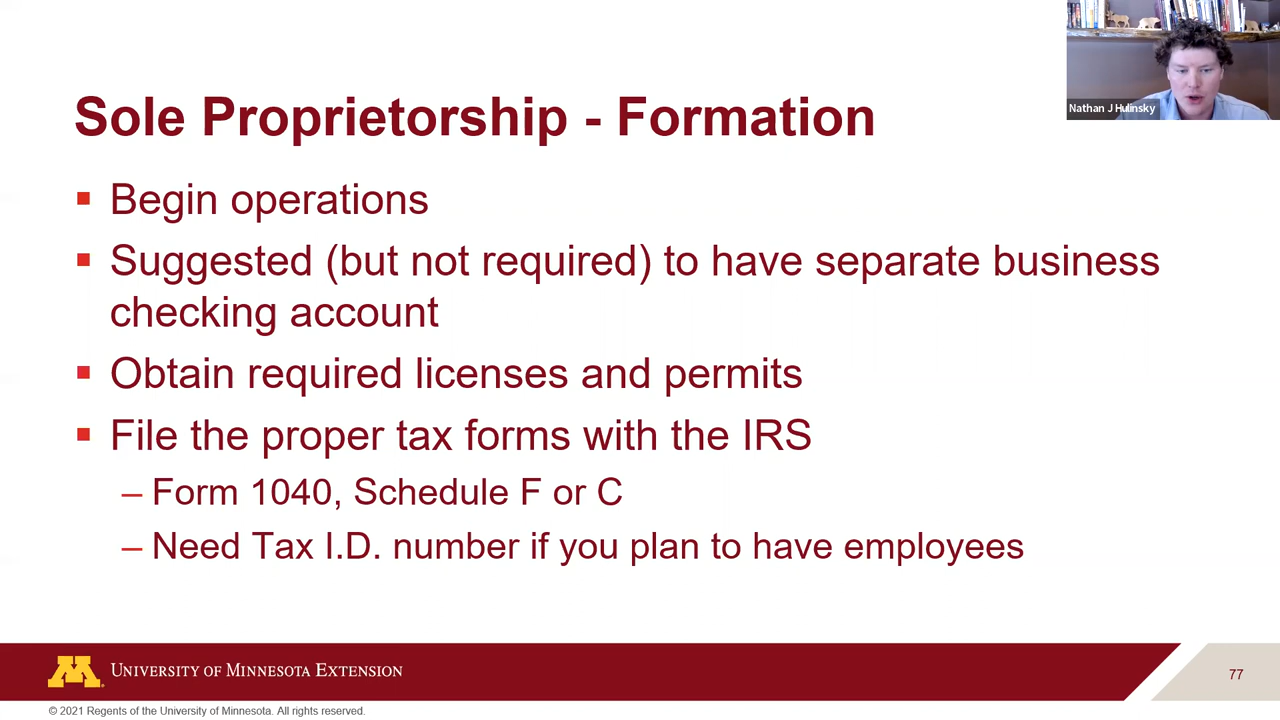 Sole Proprietorship - Formation
Nathan J Hulinsky
▪ Begin operations
▪ Suggested (but not required) to have separate business
checking account
▪ Obtain required licenses and permits
▪ File the proper tax forms with the IRS
– Form 1040, Schedule F or C
– Need Tax I.D. number if you plan to have employees
M
UNIVERSITY OF MINNESOTA EXTENSION
77
© 2021 Regents of the University of Minnesota. All rights reserved.